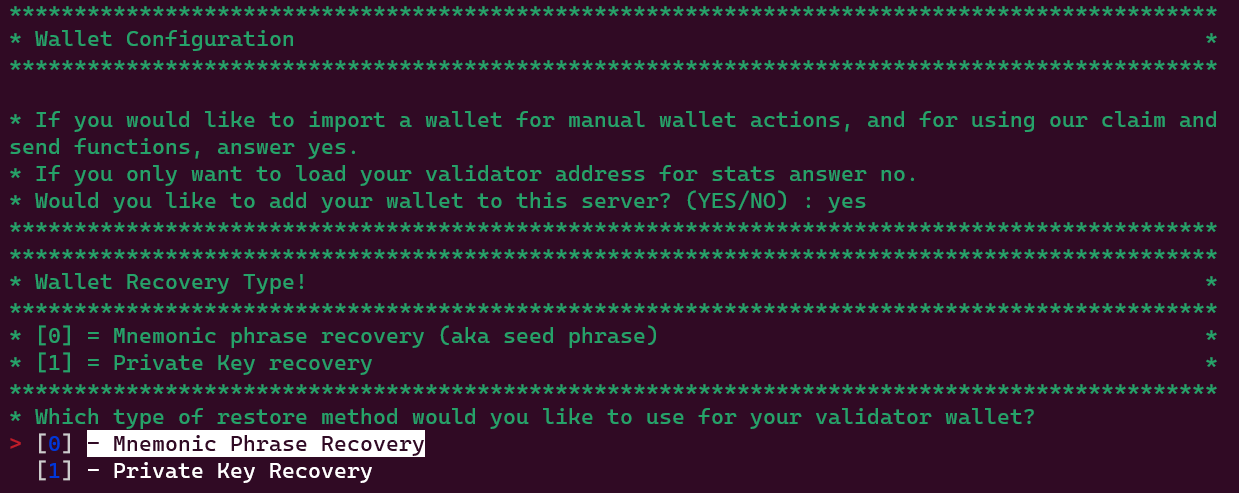 *********************************************************************************************
* Wallet Configuration                                                                      *
*********************************************************************************************
* If you would like to import a wallet for manual wallet actions, and for using our claim and
send functions, answer yes.
* If you only want to load your validator address for stats answer no.
* Would you like to add your wallet to this server? (YES/NO) : yes
*********************************************************************************************
*********************************************************************************************
* Wallet Recovery Type!                                                                     *
*********************************************************************************************
* [0] = Mnemonic phrase recovery (aka seed phrase)                                          *
* [1] = Private Key recovery                                                                *
*********************************************************************************************
* Which type of restore method would you like to use for your validator wallet?
> [0] - Mnemonic Phrase Recovery
  [1] - Private Key Recovery